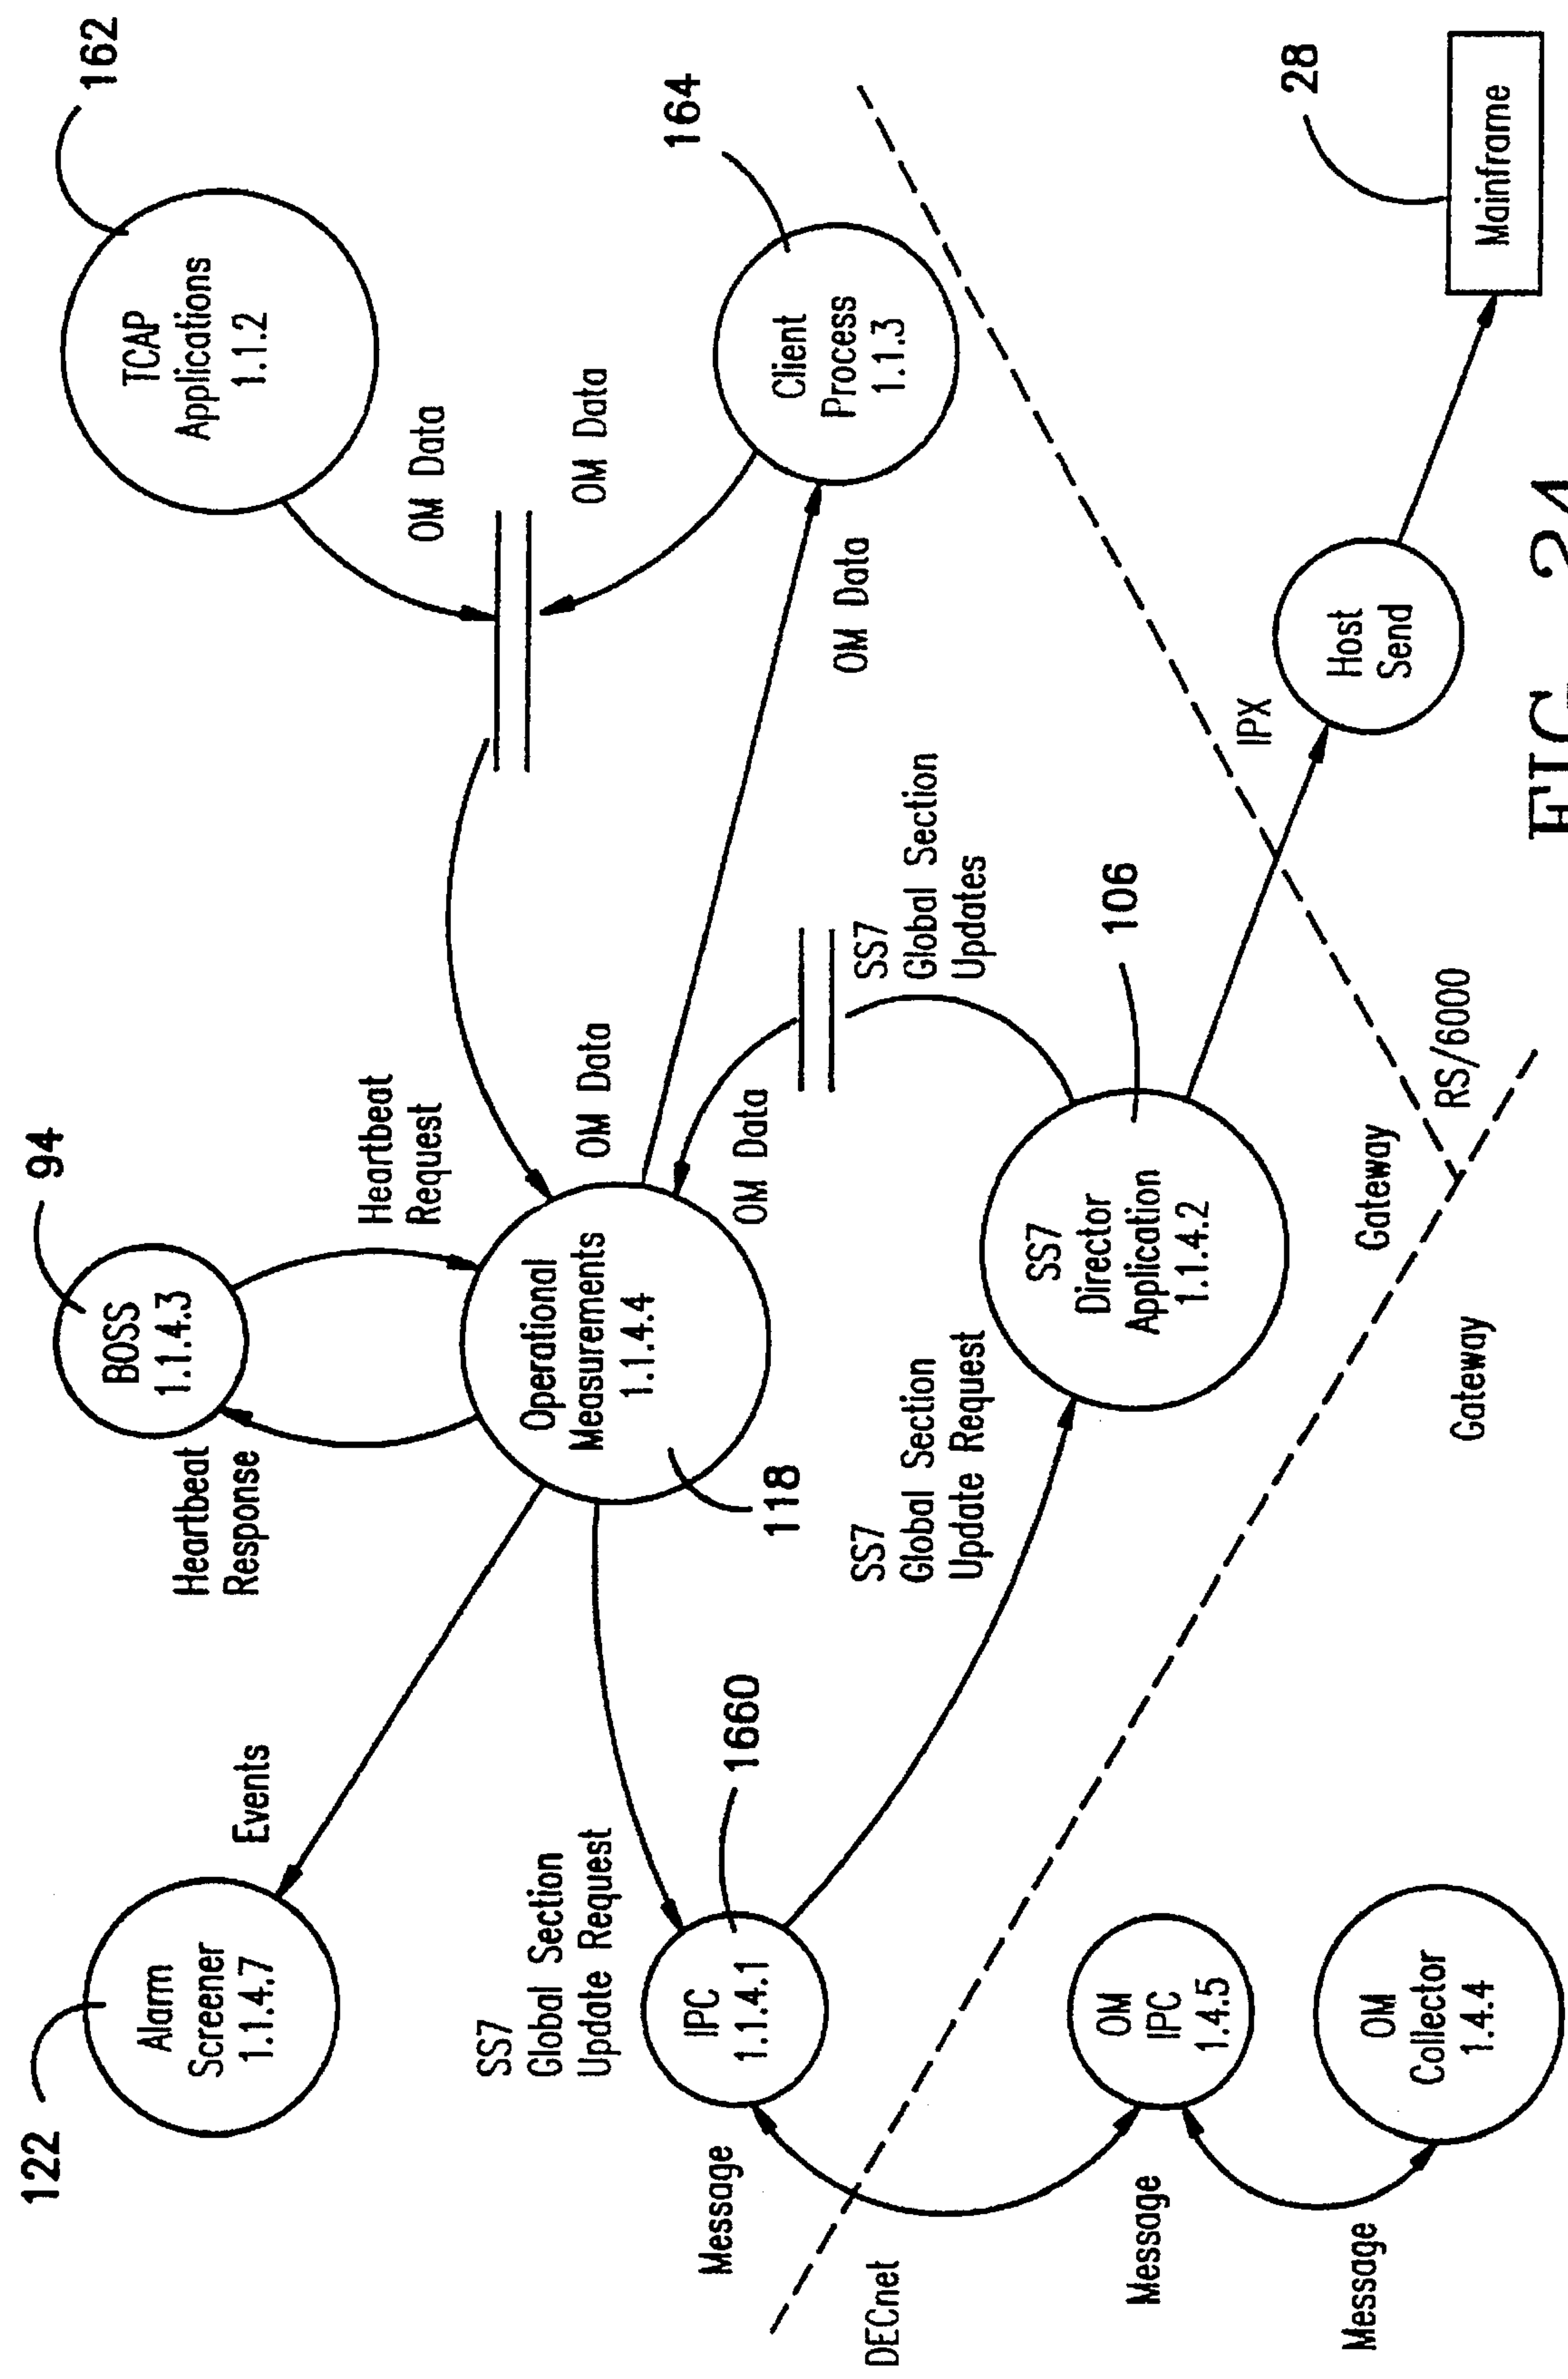 122
Alarm
Screener
1.1.4.7
Events
Heartbeat
Response
94
BOSS
1.1.4.3
Heartbeat
Request
162
TCAP
Applications
1.1.2
OM Data
OM Data
SS7
Global Section
Update Request
Operational
Measurements
1.1.4.4
118
OM Data
164
Client
Process
1.1.3
OM Data
IPC
1.1.4.1
1660
OM Data
SS7
Global Section
Updates
SS7
Global Section
Update Request
SS7
Director
Application
1.1.4.2
106
Message
DECnet
OM
IPC
1.4.5
Message
OM
Collector
1.4.4
Message
Gateway
Gateway
RS/6000
IPX
Host
Send
28
Mainframe